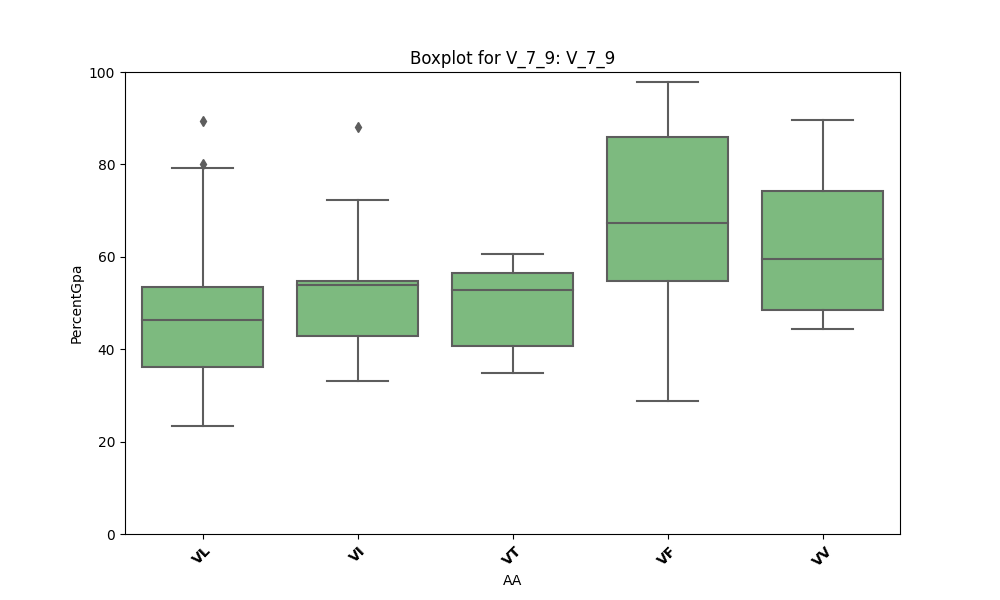 Boxplot for V_7_9: V_7_9
100
80
60
40
20
0
PercentGpa
VL
VI
VT
VF
VV
AA